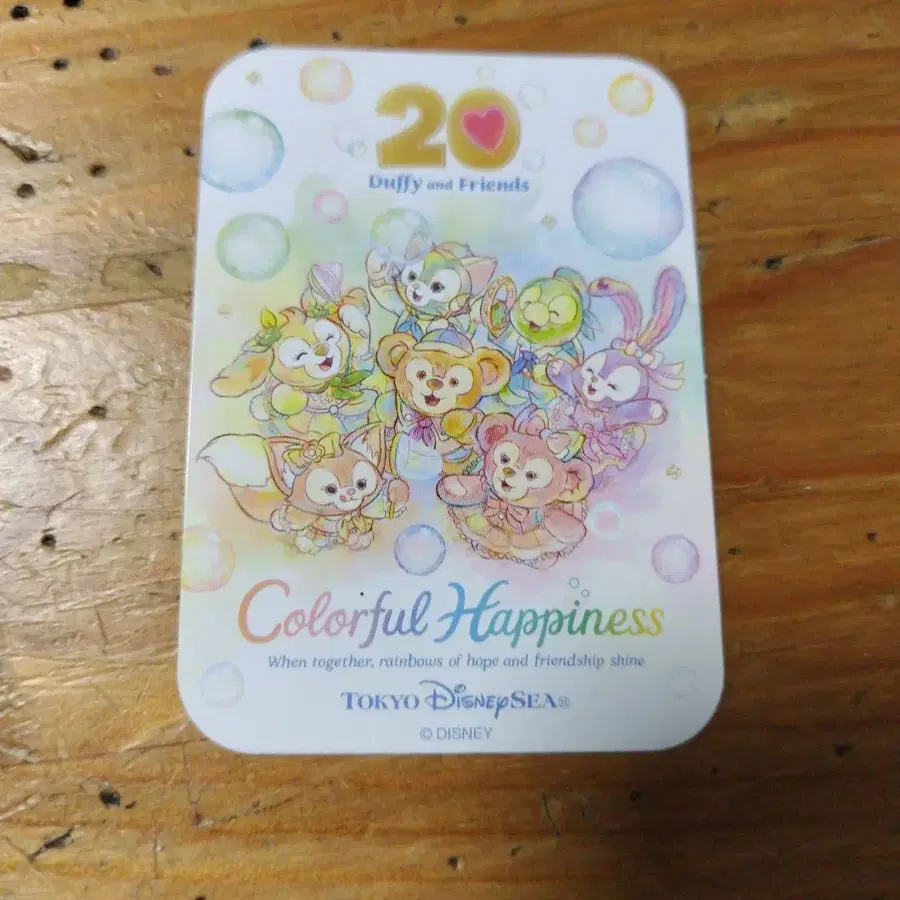 20
Duffy and Friends
Colorful Happiness
When together, rainbows of hope and friendship shine
TOKYO DISNEYSEA®
© DISNEY